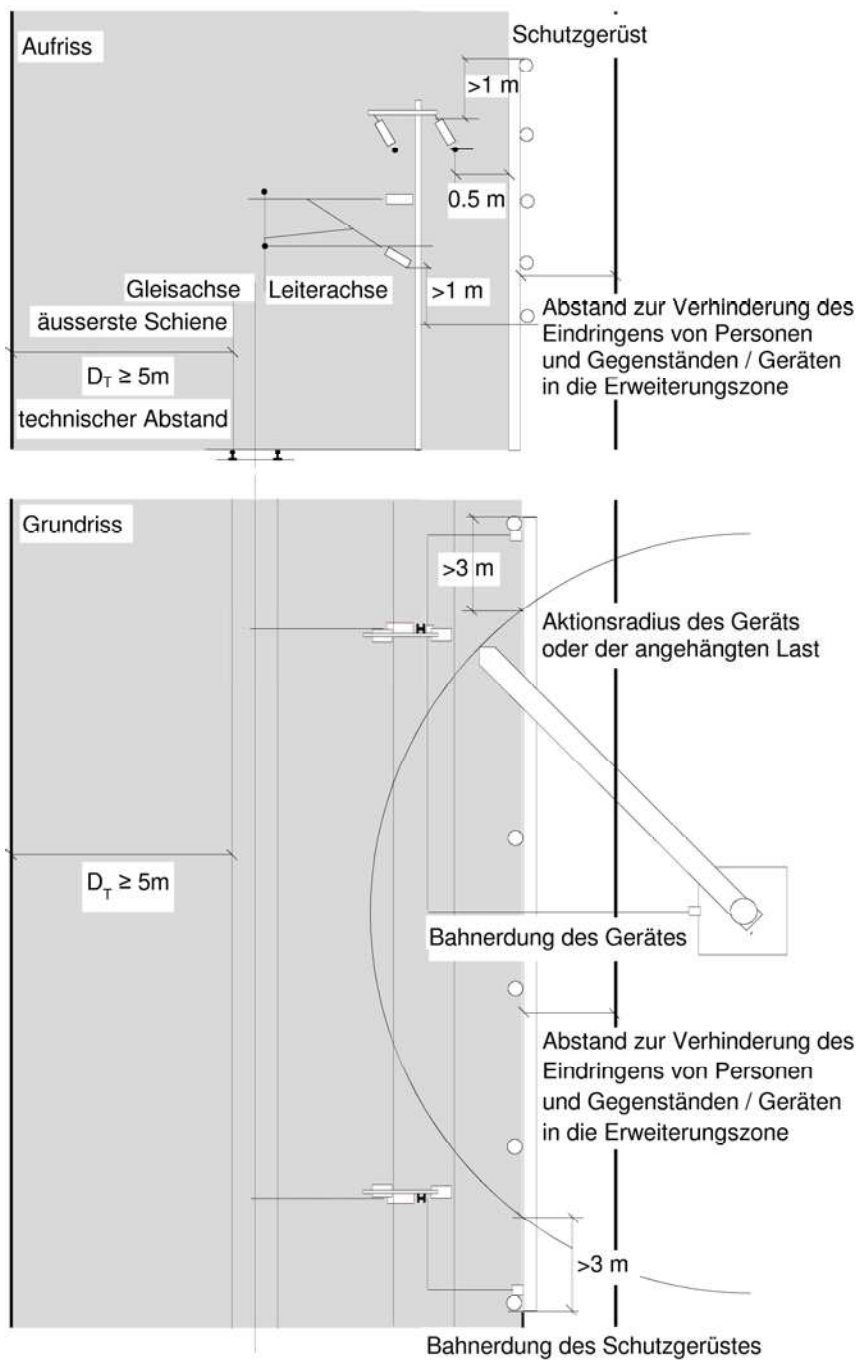 Aufriss
Schutzgerüst
>1 m
0.5 m
Gleisachse
Leiterachse
>1 m
äusserste Schiene
D_T ≥ 5m
technischer Abstand
Abstand zur Verhinderung des
Eindringens von Personen
und Gegenständen / Geräten
in die Erweiterungszone
Grundriss
>3 m
Aktionsradius des Geräts
oder der angehängten Last
D_T ≥ 5m
Bahnerdung des Gerätes
Abstand zur Verhinderung des
Eindringens von Personen
und Gegenständen / Geräten
in die Erweiterungszone
>3 m
Bahnerdung des Schutzgerüstes